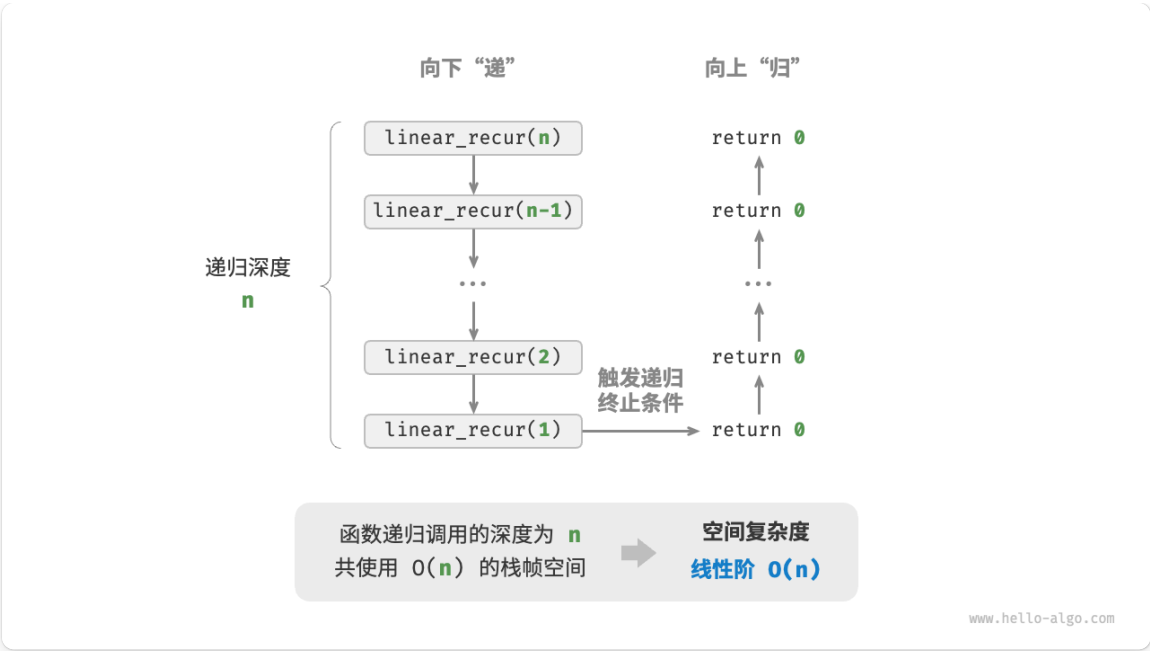 向下“递”
向上“归”
linear_recur(n)
return 0
linear_recur(n-1)
return 0
递归深度
n
...
...
linear_recur(2)
return 0
触发递归
终止条件
linear_recur(1)
return 0
函数递归调用的深度为 n
共使用 O(n) 的栈帧空间
空间复杂度
线性阶 O(n)
www.hello-algo.com